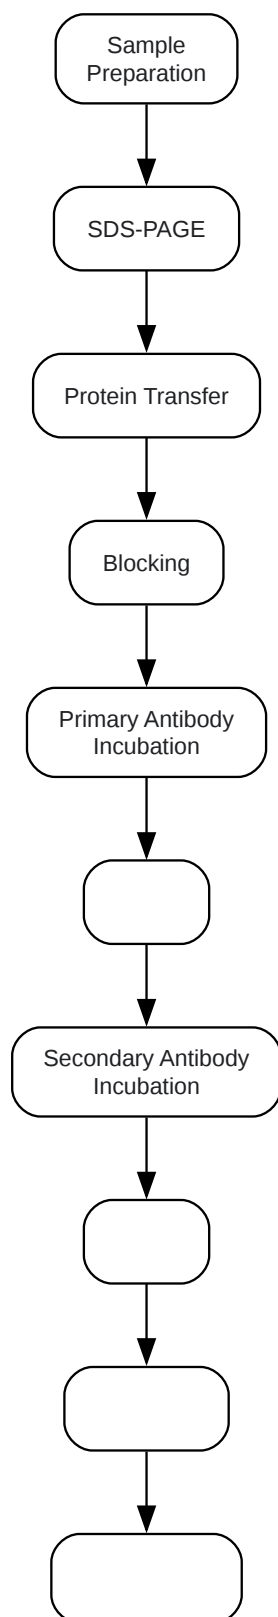 Sample
Preparation
SDS-PAGE
Protein Transfer
Blocking
Primary Antibody
Incubation
Secondary Antibody
Incubation